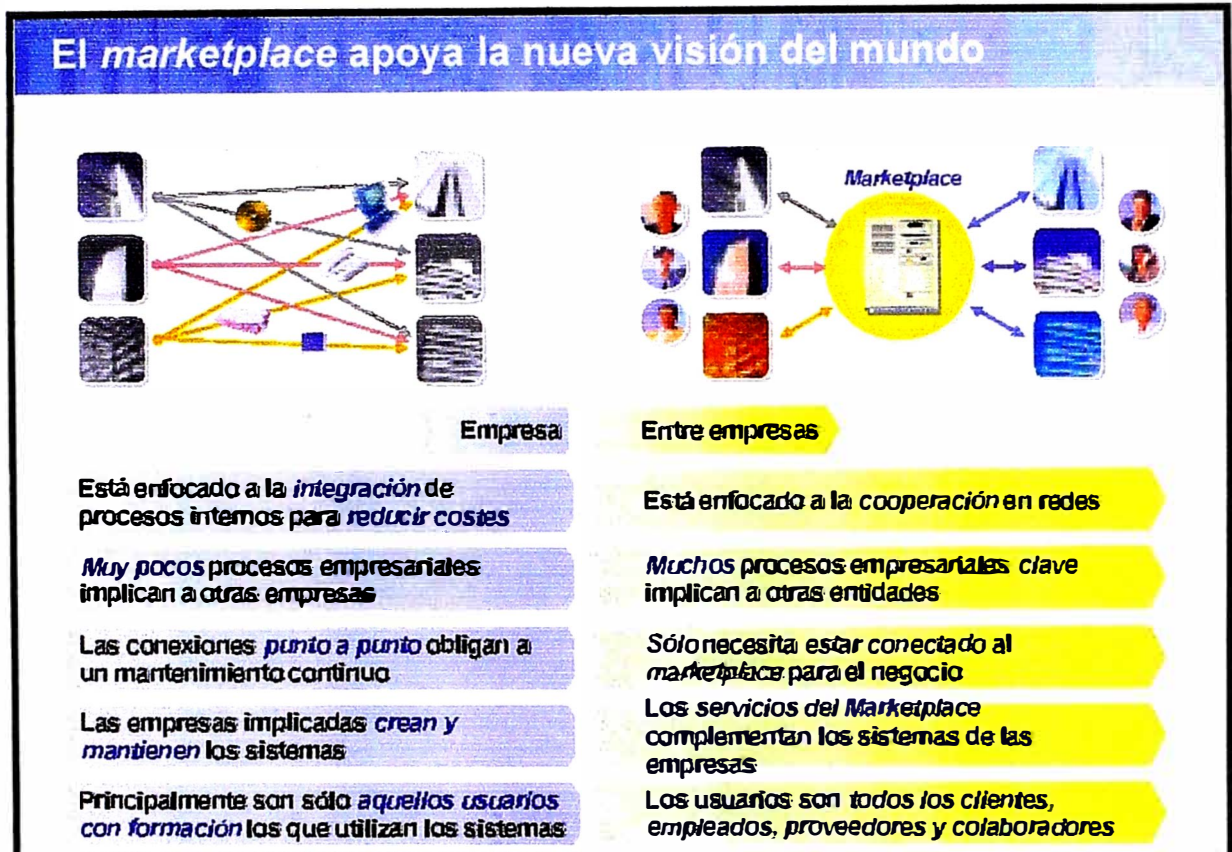 El marketplace apoya la nueva visión del mundo
Marketplace
Empresa
Entre empresas
Está enfocado a la integración de
procesos internos para reducir costes
Está enfocado a la cooperación en redes
Muy pocos procesos empresariales
implican a otras empresas
Muchos procesos empresariales clave
implican a otras entidades
Las conexiones punto a punto obligan a
un mantenimiento continuo
Sólo necesita estar conectado al
marketplace para el negocio
Las empresas implicadas crean y
mantienen los sistemas
Los servicios del Marketplace
complementan los sistemas de las
empresas
Principalmente son sólo aquellos usuarios
con formación los que utilizan los sistemas
Los usuarios son todos los clientes,
empleados, proveedores y colaboradores